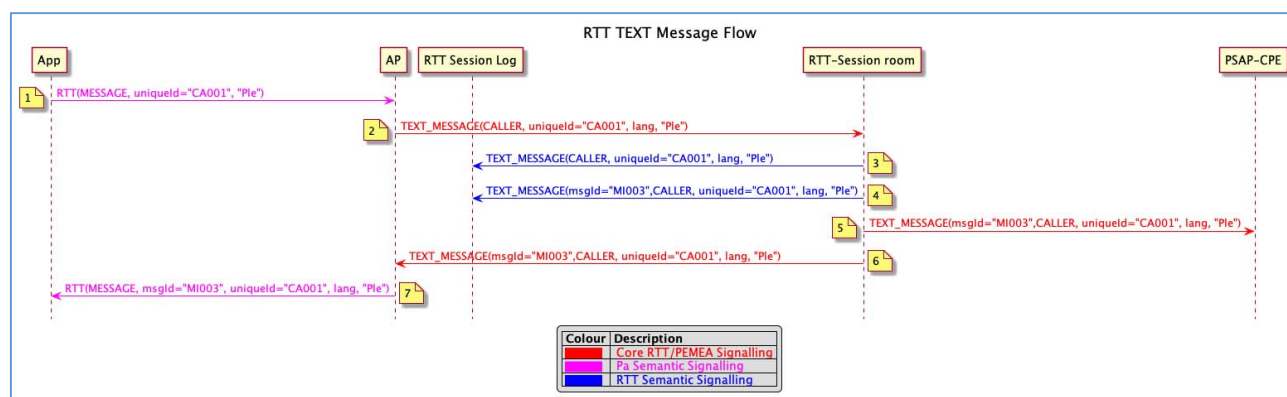 RTT TEXT Message Flow
App AP RTT Session Log RTT-Session room PSAP-CPE
1 RTT(MESSAGE, uniqueId="CA001", "Ple")
2 TEXT_MESSAGE(CALLER, uniqueId="CA001", lang, "Ple")
TEXT_MESSAGE(CALLER, uniqueId="CA001", lang, "Ple") 3
TEXT_MESSAGE(msgId="MI003",CALLER, uniqueId="CA001", lang, "Ple") 4
5 TEXT_MESSAGE(msgId="MI003",CALLER, uniqueId="CA001", lang, "Ple")
TEXT_MESSAGE(msgId="MI003",CALLER, uniqueId="CA001", lang, "Ple") 6
RTT(MESSAGE, msgId="MI003", uniqueId="CA001", lang, "Ple") 7
Colour Description
Core RTT/PEMEA Signalling
Pa Semantic Signalling
RTT Semantic Signalling